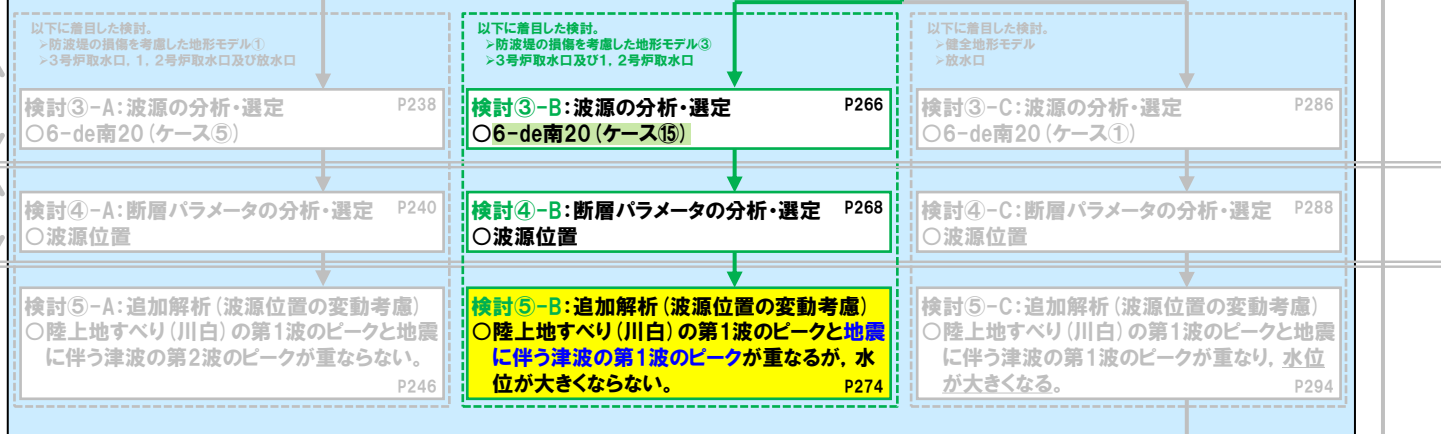 以下に着目した検討。
➢防波堤の損傷を考慮した地形モデル①
➢3号炉取水口，1，2号炉取水口及び放水口
検討③-A：波源の分析・選定 P238
○6-de南20（ケース⑤）
検討④-A：断層パラメータの分析・選定 P240
○波源位置
検討⑤-A：追加解析（波源位置の変動考慮）
○陸上地すべり（川白）の第1波のピークと地震
に伴う津波の第2波のピークが重ならない。
P246
以下に着目した検討。
➢防波堤の損傷を考慮した地形モデル③
➢3号炉取水口及び1，2号炉取水口
検討③-B：波源の分析・選定 P266
○6-de南20（ケース⑮）
検討④-B：断層パラメータの分析・選定 P268
○波源位置
検討⑤-B：追加解析（波源位置の変動考慮）
○陸上地すべり（川白）の第1波のピークと地震
に伴う津波の第1波のピークが重なるが，水
位が大きくならない。 P274
以下に着目した検討。
➢健全地形モデル
➢放水口
検討③-C：波源の分析・選定 P286
○6-de南20（ケース①）
検討④-C：断層パラメータの分析・選定 P288
○波源位置
検討⑤-C：追加解析（波源位置の変動考慮）
○陸上地すべり（川白）の第1波のピークと地震
に伴う津波の第1波のピークが重なり，水位
が大きくなる。 P294